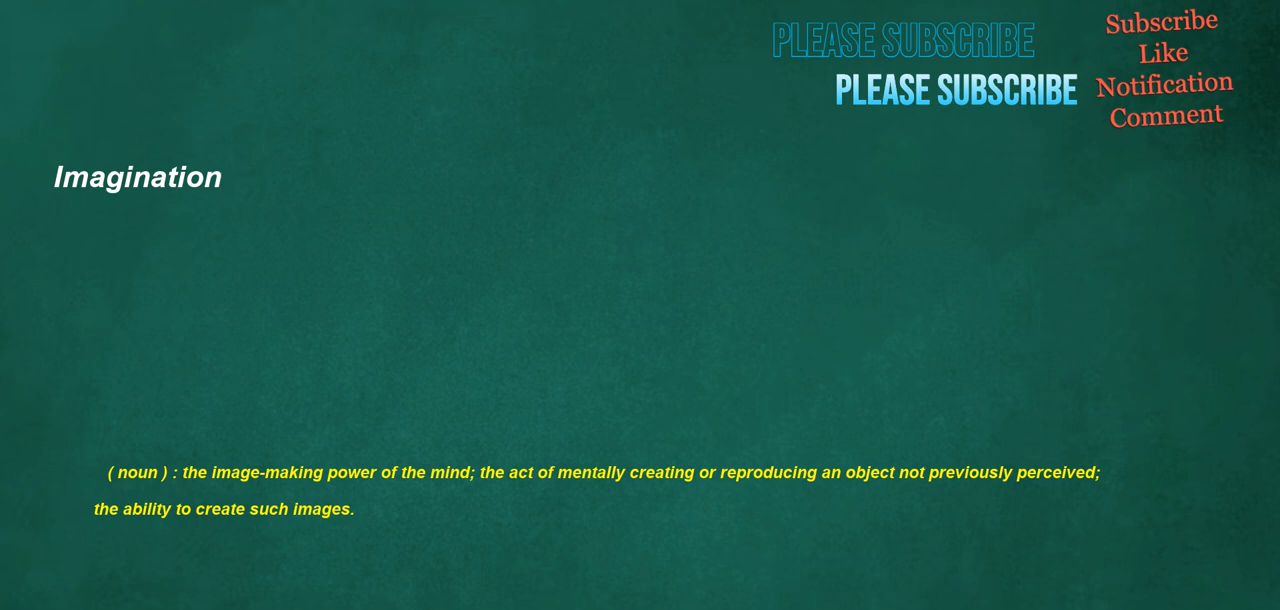 PLEASE SUBSCRIBE
PLEASE SUBSCRIBE
Subscribe
Like
Notification
Comment
Imagination
( noun ) : the image-making power of the mind; the act of mentally creating or reproducing an object not previously perceived;
the ability to create such images.